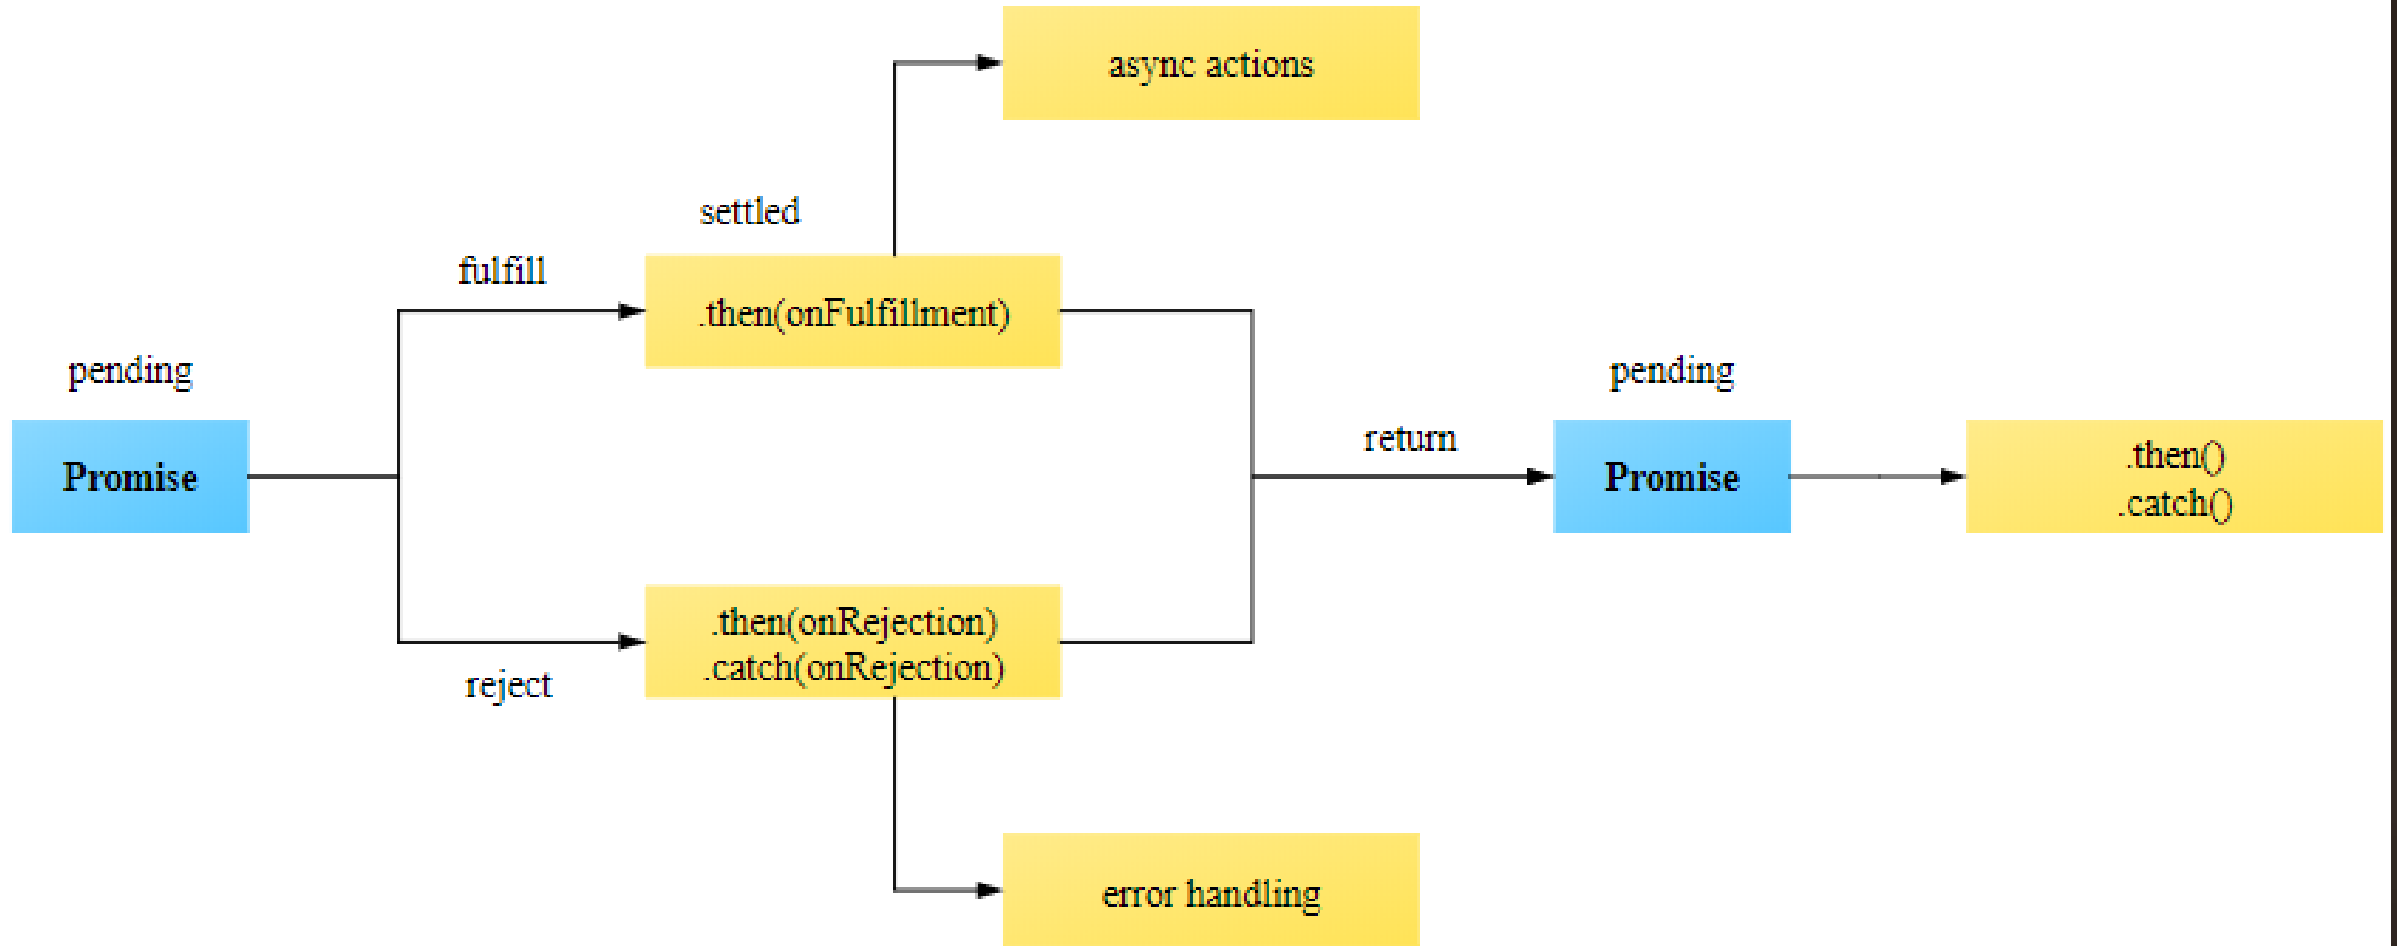 async actions
settled
fulfill
.then(onFulfillment)
pending
Promise
reject
.then(onRejection)
.catch(onRejection)
error handling
return
pending
Promise
.then()
.catch()